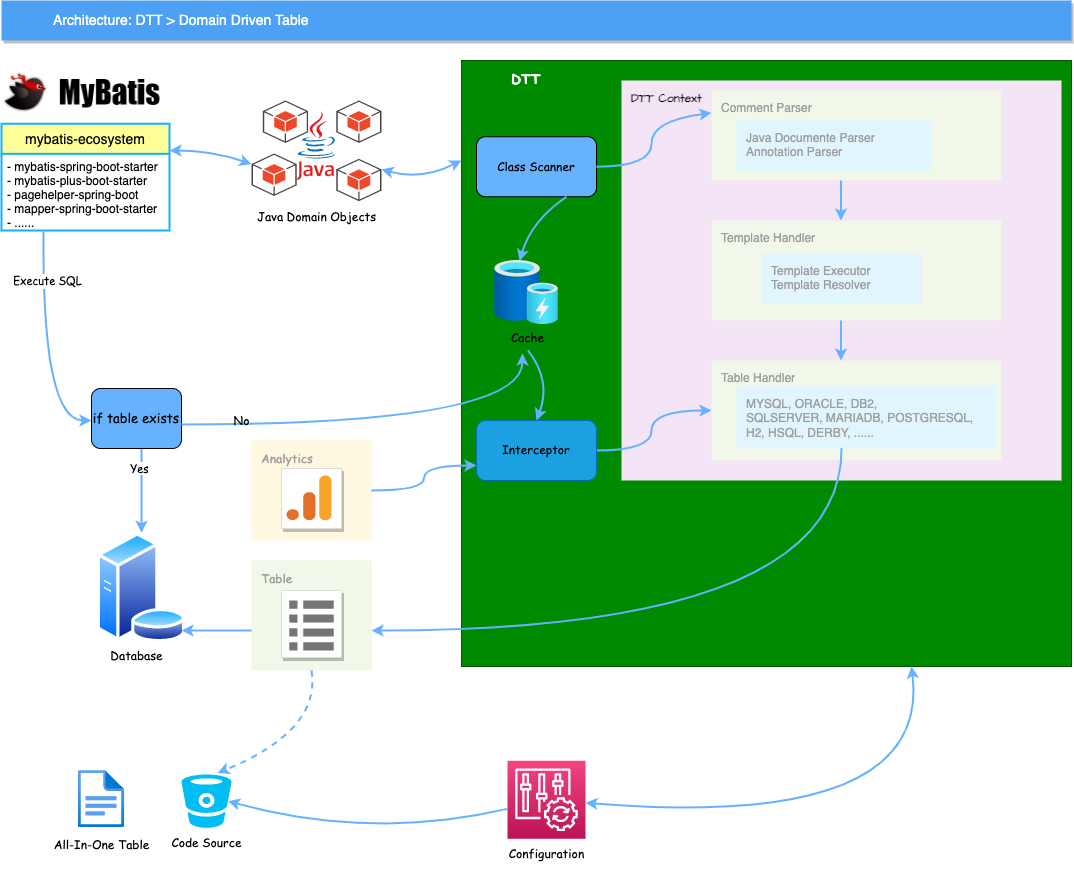 Architecture: DTT > Domain Driven Table
MyBatis
mybatis-ecosystem
- mybatis-spring-boot-starter
- mybatis-plus-boot-starter
- pagehelper-spring-boot
- mapper-spring-boot-starter
- ......
Java
Java Domain Objects
DTT
Class Scanner
DTT Context
Comment Parser
Java Documente Parser
Annotation Parser
Template Handler
Template Executor
Template Resolver
Execute SQL
Cache
Table Handler
MYSQL, ORACLE, DB2,
SQLSERVER, MARIADB, POSTGRESQL,
H2, HSQL, DERBY, ......
if table exists
No
Yes
Interceptor
Analytics
Table
Database
All-In-One Table
Code Source
Configuration